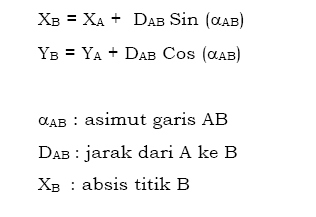 XB = XA + DAB Sin (αAB)
YB = YA + DAB Cos (αAB)
αAB : asimut garis AB
DAB : jarak dari A ke B
XB : absis titik B